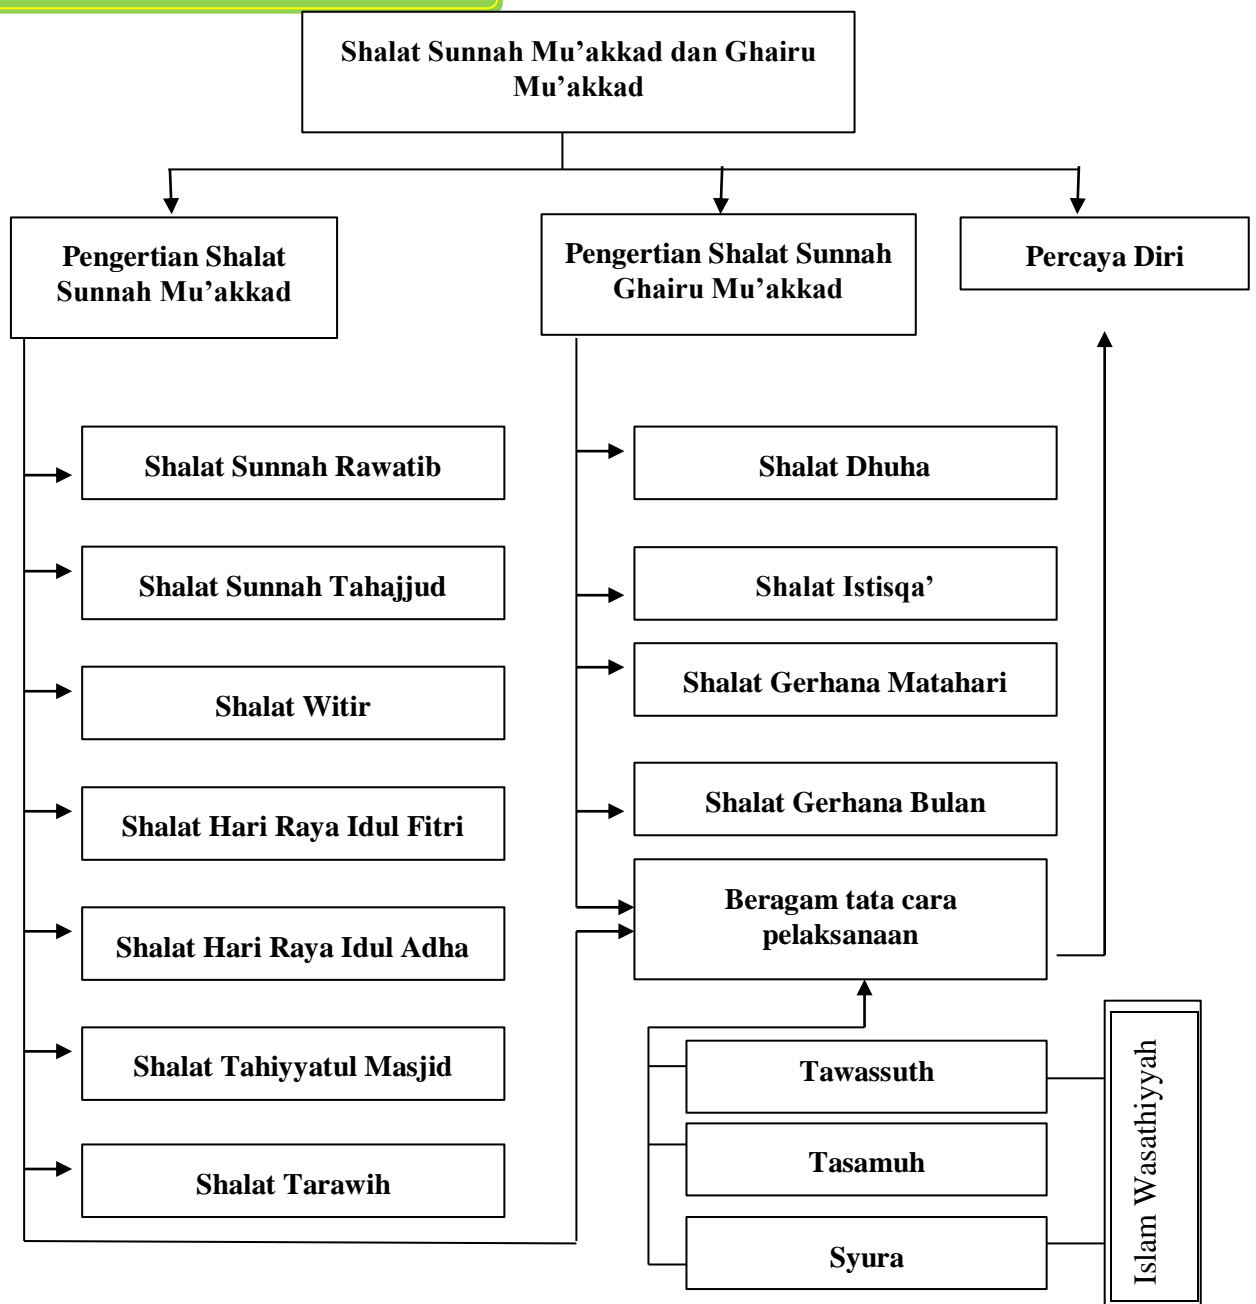 Shalat Sunnah Mu’akkad dan Ghairu
Mu’akkad
Pengertian Shalat
Sunnah Mu’akkad
Pengertian Shalat Sunnah
Ghairu Mu’akkad
Percaya Diri
Shalat Sunnah Rawatib
Shalat Sunnah Tahajjud
Shalat Witir
Shalat Hari Raya Idul Fitri
Shalat Hari Raya Idul Adha
Shalat Tahiyyatul Masjid
Shalat Tarawih
Shalat Dhuha
Shalat Istisqa’
Shalat Gerhana Matahari
Shalat Gerhana Bulan
Beragam tata cara
pelaksanaan
Tawassuth
Tasamuh
Syura
Islam Wasathiyyah